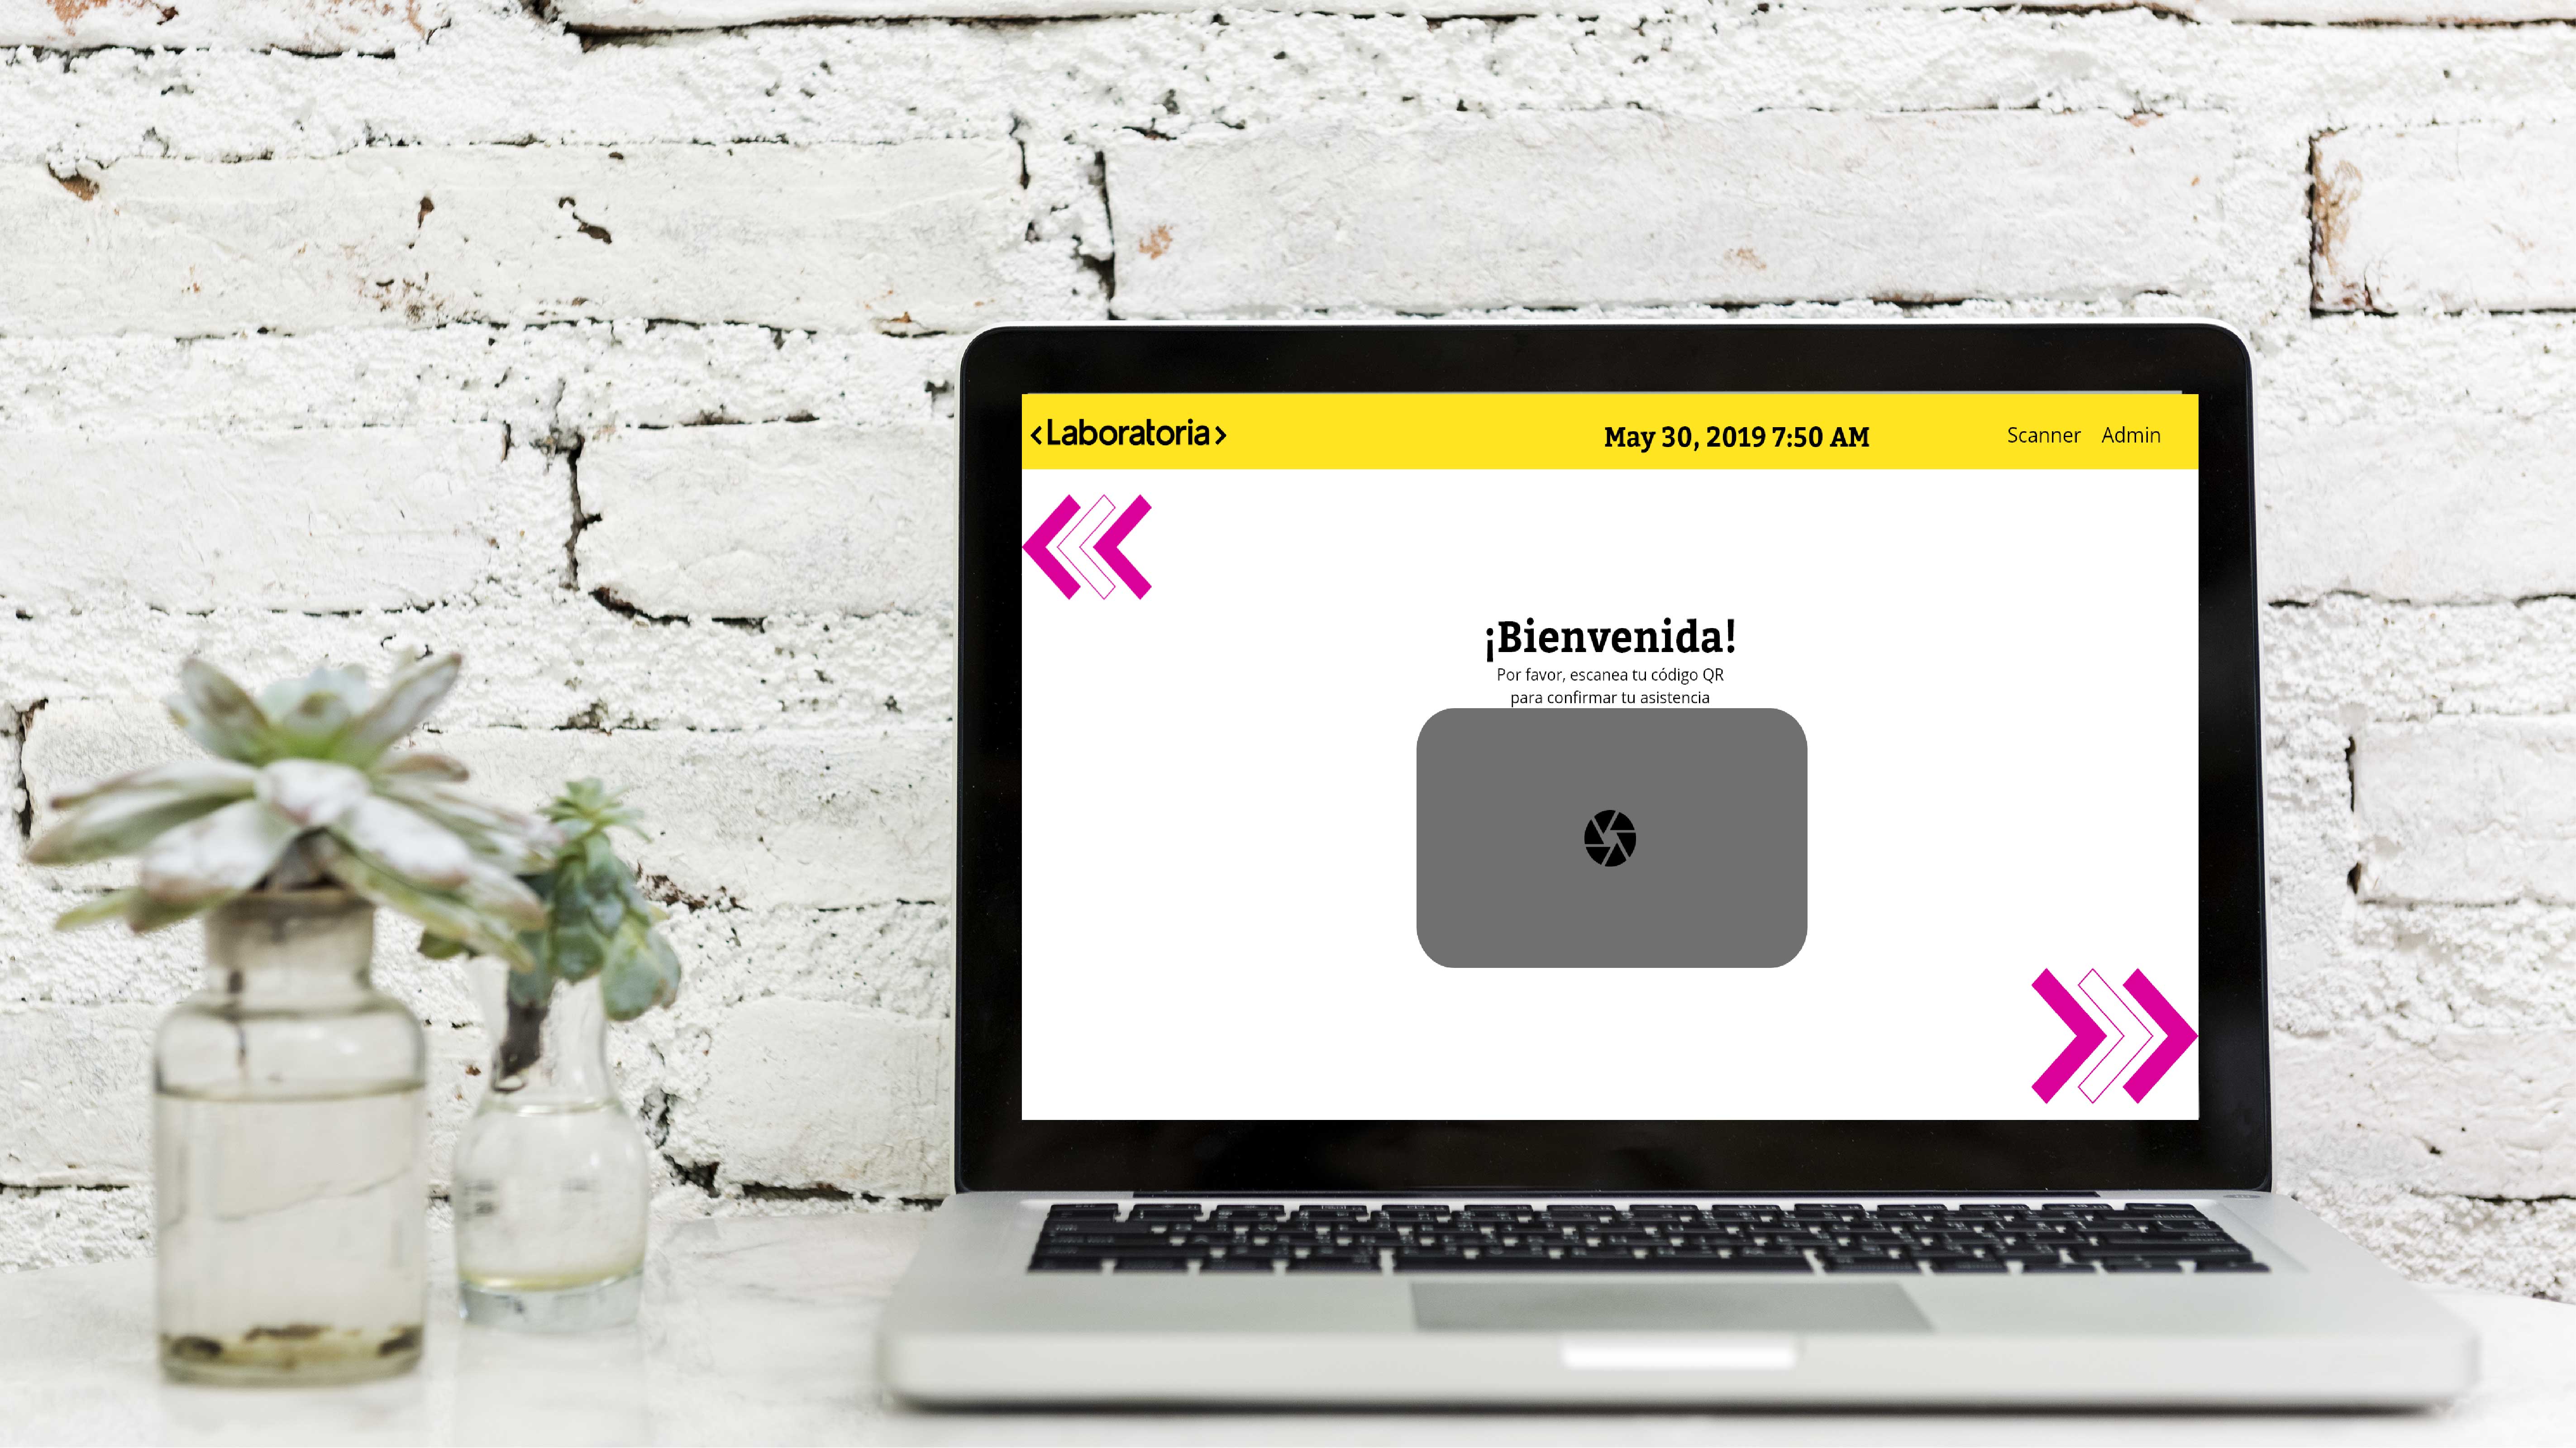 <Laboratoria>
May 30, 2019 7:50 AM
Scanner Admin
¡Bienvenida!
Por favor, escanea tu código QR
para confirmar tu asistencia